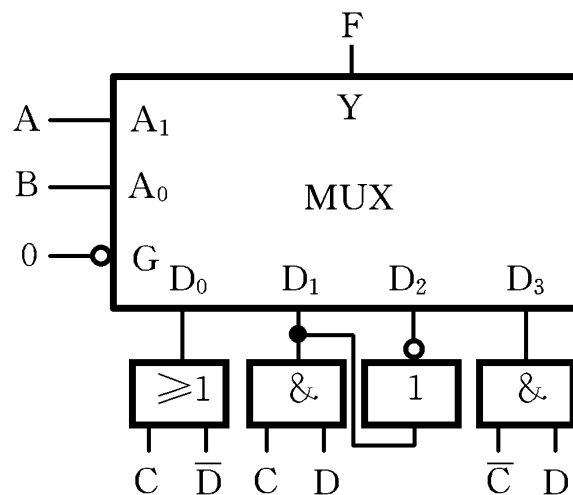 F
Y
A A₁
B A₀
MUX
0 G
D₀ D₁ D₂ D₃
≥1 & 1 &
C D̅ C D C̅ D